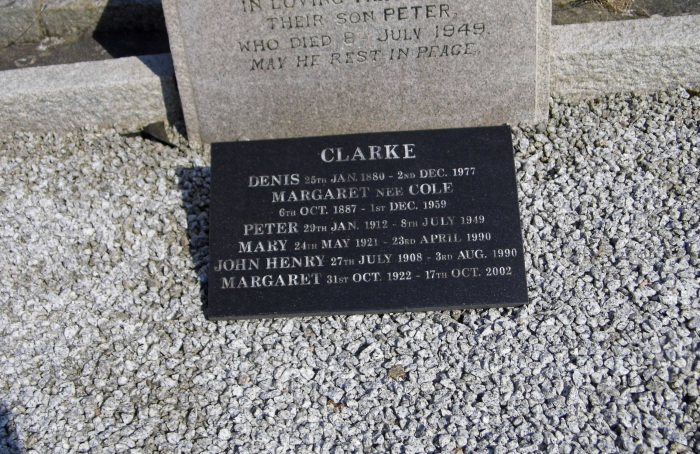 IN LOVING
THEIR SON PETER
WHO DIED 8 JULY 1949.
MAY HE REST IN PEACE.
CLARKE
DENIS 25TH JAN. 1880 - 2ND DEC. 1977
MARGARET NEE COLE
6TH OCT. 1887 - 1ST DEC. 1959
PETER 29TH JAN. 1912 - 8TH JULY 1949
MARY 24TH MAY 1921 - 23RD APRIL 1990
JOHN HENRY 27TH JULY 1908 - 3RD AUG. 1990
MARGARET 31ST OCT. 1922 - 17TH OCT. 2002